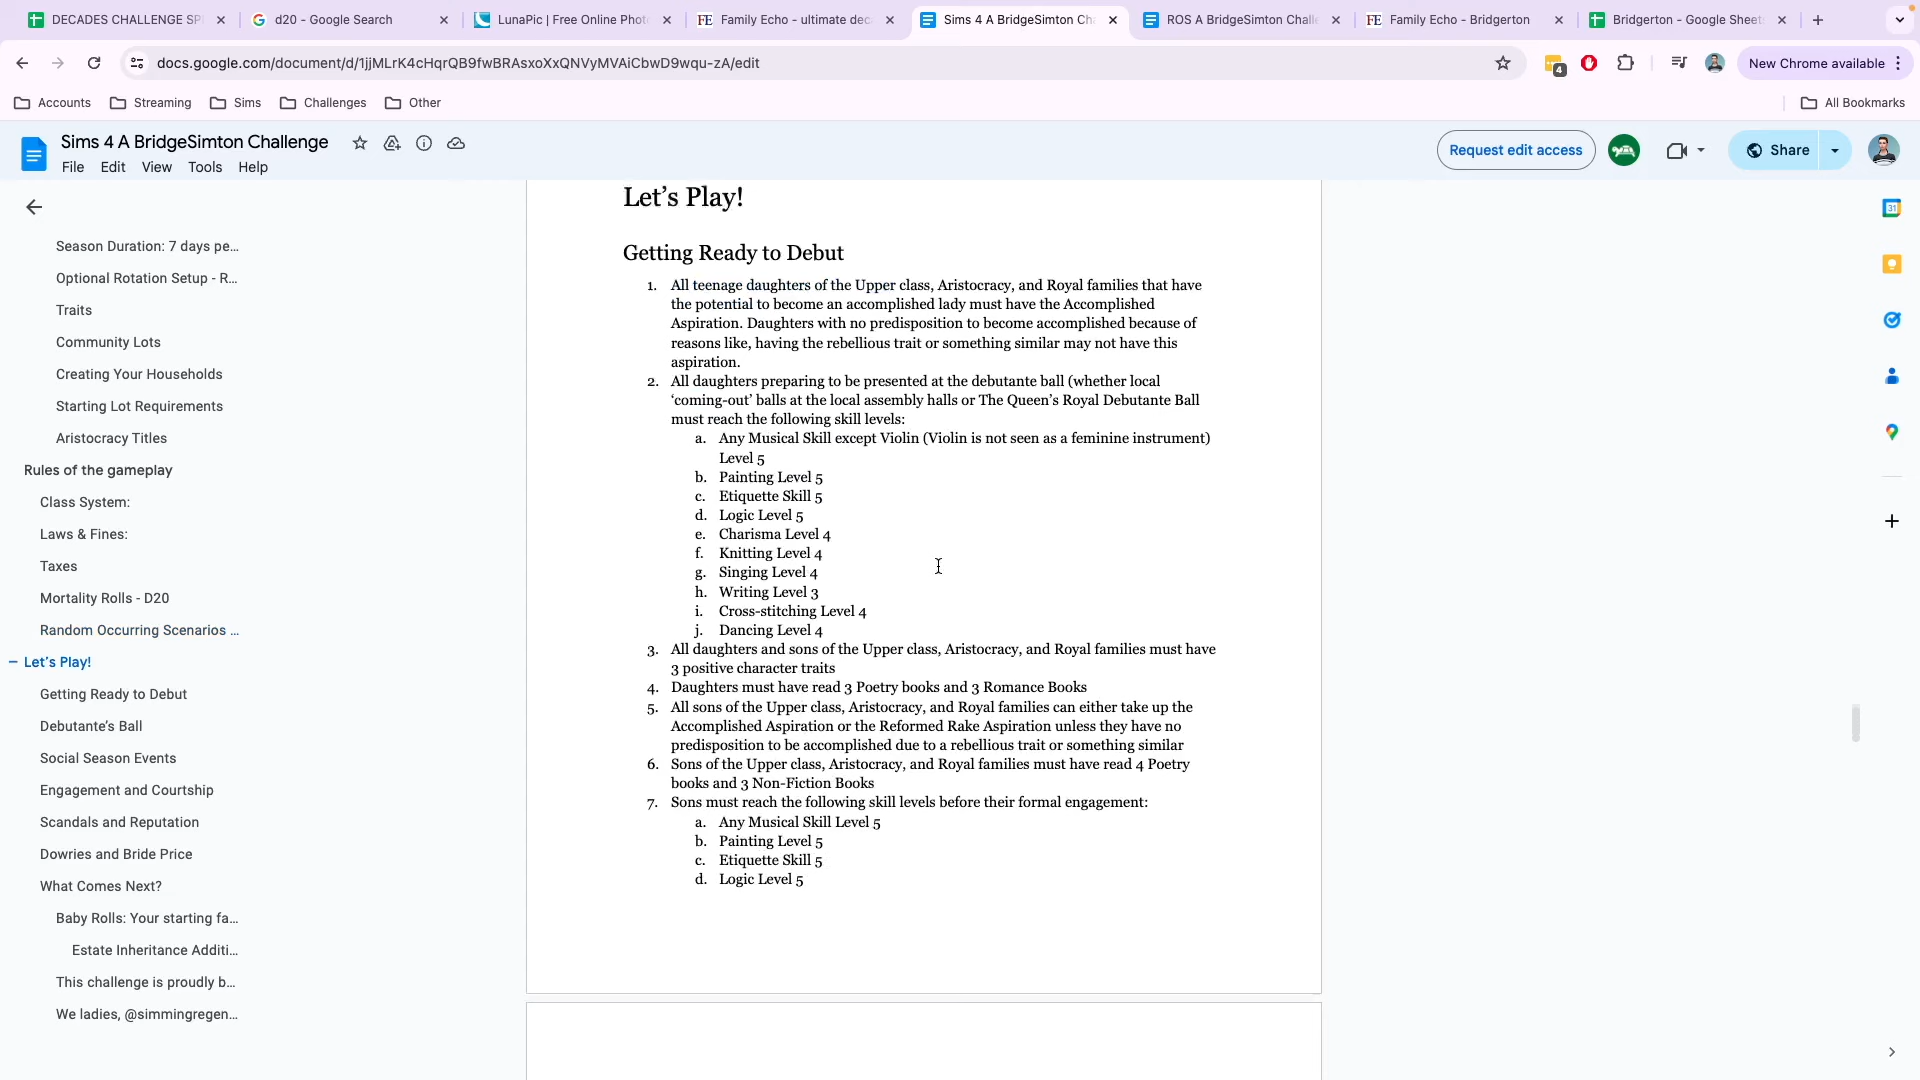 DECADES CHALLENGE SP
d20 - Google Search
LunaPic | Free Online Phot
Family Echo - ultimate dec
Sims 4 A BridgeSimton Ch
ROS A BridgeSimton Chall
Family Echo - Bridgerton
Bridgerton - Google Sheet
docs.google.com/document/d/1jjMLrK4cHqrQB9fwBRAsxoXxQNVyMVAiCbwD9wqu-zA/edit
4
New Chrome available
Accounts
Streaming
Sims
Challenges
Other
All Bookmarks
Sims 4 A BridgeSimton Challenge
File Edit View Tools Help
Request edit access
Share
Season Duration: 7 days pe...
Optional Rotation Setup - R...
Traits
Community Lots
Creating Your Households
Starting Lot Requirements
Aristocracy Titles
Rules of the gameplay
Class System:
Laws & Fines:
Taxes
Mortality Rolls - D20
Random Occurring Scenarios ...
Let's Play!
Getting Ready to Debut
Debutante's Ball
Social Season Events
Engagement and Courtship
Scandals and Reputation
Dowries and Bride Price
What Comes Next?
Baby Rolls: Your starting fa...
Estate Inheritance Additi...
This challenge is proudly b...
We ladies, @simmingregen...
Let's Play!
Getting Ready to Debut
1. All teenage daughters of the Upper class, Aristocracy, and Royal families that have
the potential to become an accomplished lady must have the Accomplished
Aspiration. Daughters with no predisposition to become accomplished because of
reasons like, having the rebellious trait or something similar may not have this
aspiration.
2. All daughters preparing to be presented at the debutante ball (whether local
'coming-out' balls at the local assembly halls or The Queen's Royal Debutante Ball
must reach the following skill levels:
a. Any Musical Skill except Violin (Violin is not seen as a feminine instrument)
Level 5
b. Painting Level 5
c. Etiquette Skill 5
d. Logic Level 5
e. Charisma Level 4
f. Knitting Level 4
g. Singing Level 4
h. Writing Level 3
i. Cross-stitching Level 4
j. Dancing Level 4
3. All daughters and sons of the Upper class, Aristocracy, and Royal families must have
3 positive character traits
4. Daughters must have read 3 Poetry books and 3 Romance Books
5. All sons of the Upper class, Aristocracy, and Royal families can either take up the
Accomplished Aspiration or the Reformed Rake Aspiration unless they have no
predisposition to be accomplished due to a rebellious trait or something similar
6. Sons of the Upper class, Aristocracy, and Royal families must have read 4 Poetry
books and 3 Non-Fiction Books
7. Sons must reach the following skill levels before their formal engagement:
a. Any Musical Skill Level 5
b. Painting Level 5
c. Etiquette Skill 5
d. Logic Level 5
31